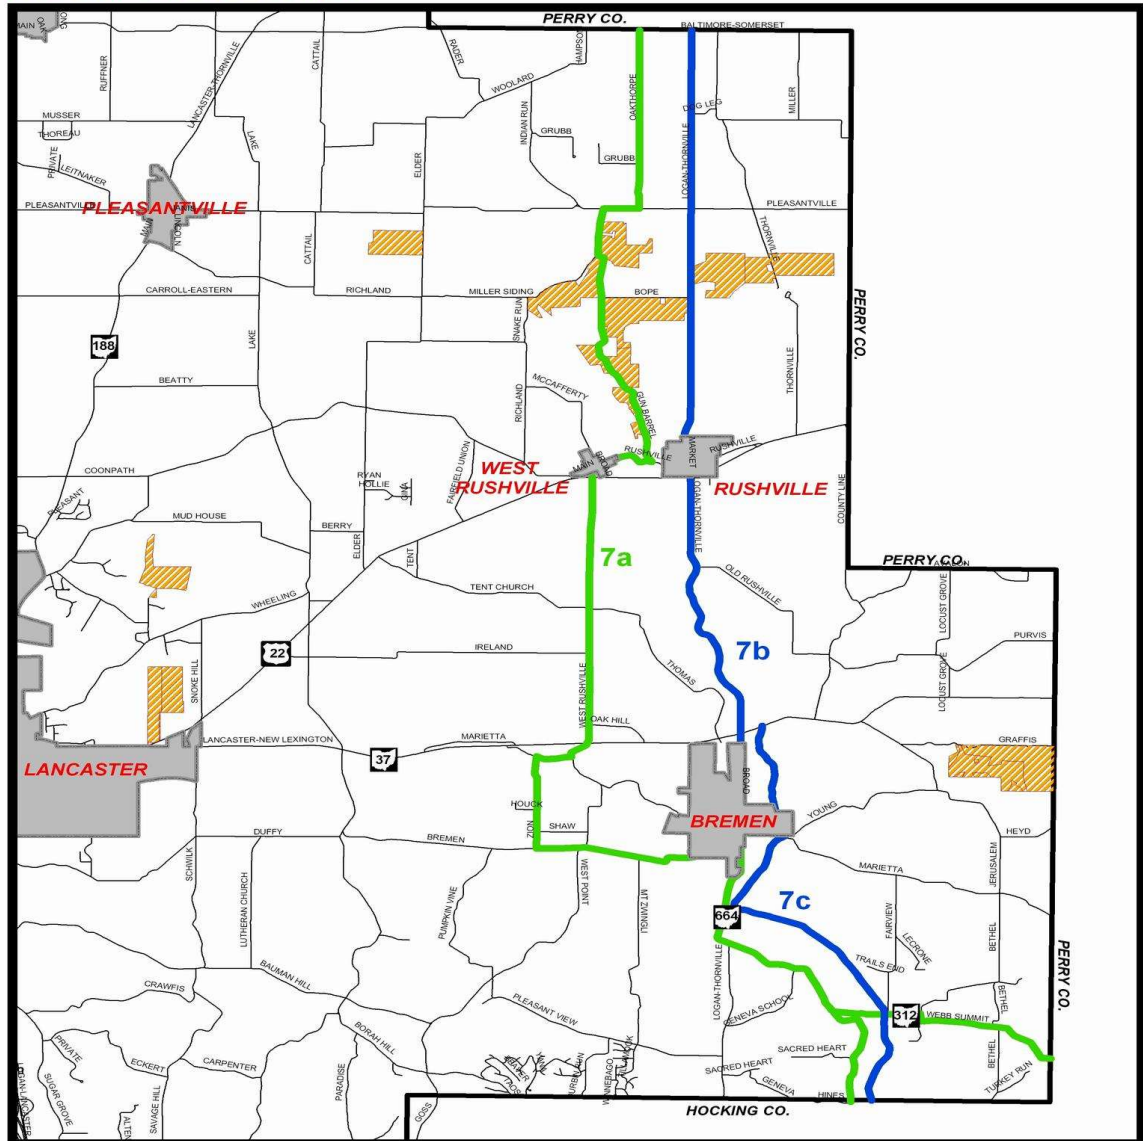 PERRY CO.
BALTIMORE-SOMERSET
MAIN
RUFFNER
LANCASTER-THORNVILLE
CATTAIL
RADER
WOOLARD
OAKTHORPE
LOGAN-THORNVILLE
DOG LEG
MILLER
MUSSER
THOREAU
PRIVATE
LEITNAKER
LAKE
ELDER
INDIAN RUN
GRUBB
GRUBB
PLEASANTVILLE
PLEASANTVILLE
MAIN
LINCOLN
PLEASANTVILLE
THORNVILLE
CATTAIL
CARROLL-EASTERN
RICHLAND
MILLER SIDING
BOPE
SNAKE RUN
LAKE
188
PERRY CO.
BEATTY
MCCAFFERTY
RICHLAND
GUN BARREL
THORNVILLE
COONPATH
RYAN
HOLLIE
GINA
FAIRFIELD UNION
WEST
RUSHVILLE
MAIN
BROAD
RUSHVILLE
MARKET
RUSHVILLE
RUSHVILLE
PLEASANT
MUD HOUSE
BERRY
ELDER
TENT
COUNTY LINE
7a
PERRY CO.
AVALON
TENT CHURCH
OLD RUSHVILLE
LOCUST GROVE
WHEELING
22
IRELAND
7b
PURVIS
SNOKE HILL
WEST RUSHVILLE
THOMAS
LOCUST GROVE
OAK HILL
LANCASTER-NEW LEXINGTON
MARIETTA
GRAFFIS
37
LANCASTER
BROAD
HOUCK
ZION
SHAW
BREMEN
YOUNG
HEYD
DUFFY
BREMEN
SCHWILK
LUTHERAN CHURCH
PUMPKIN VINE
WEST POINT
MT ZWINGLI
MARIETTA
JERUSALEM
7c
664
FAIRVIEW
LECRONE
BETHEL
PERRY CO.
BAUMAN HILL
TRAILS END
CRAWFIS
PLEASANT VIEW
LOGAN-THORNVILLE
GENEVA SCHOOL
312
WEBB SUMMIT
BETHEL
BORAH HILL
PRIVATE
ECKERT
CARPENTER
SACRED HEART
SACRED HEART
GENEVA
HINES
BETHEL
TURKEY RUN
SUGAR GROVE
SAVAGE HILL
PARADISE
GOSS
WINNEBAGO
HOCKING CO.